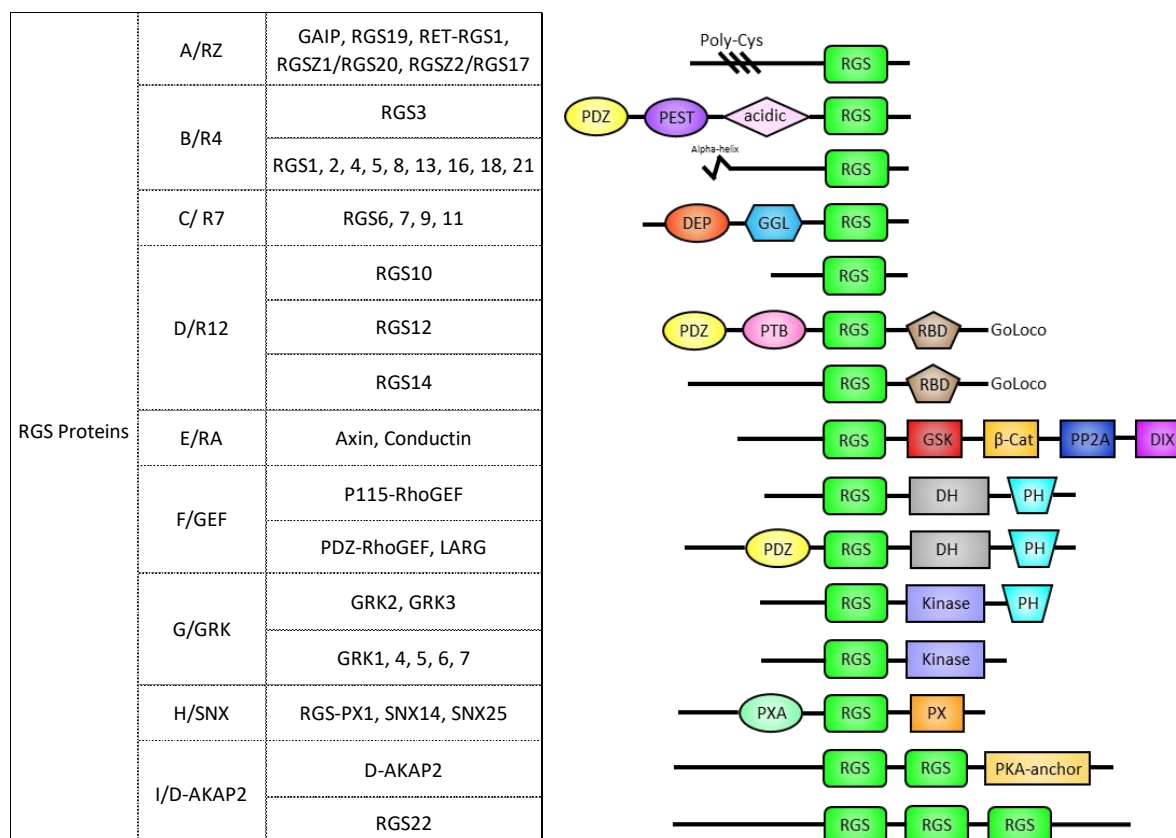 RGS Proteins
A/RZ
GAIP, RGS19, RET-RGS1,
RGSZ1/RGS20, RGSZ2/RGS17
Poly-Cys
RGS
B/R4
RGS3
PDZ PEST acidic RGS
RGS1, 2, 4, 5, 8, 13, 16, 18, 21
Alpha-helix
RGS
C/ R7
RGS6, 7, 9, 11
DEP GGL RGS
D/R12
RGS10
RGS
RGS12
PDZ PTB RGS RBD GoLoco
RGS14
RGS RBD GoLoco
E/RA
Axin, Conductin
RGS GSK β-Cat PP2A DIX
F/GEF
P115-RhoGEF
RGS DH PH
PDZ-RhoGEF, LARG
PDZ RGS DH PH
G/GRK
GRK2, GRK3
RGS Kinase PH
GRK1, 4, 5, 6, 7
RGS Kinase
H/SNX
RGS-PX1, SNX14, SNX25
PXA RGS PX
I/D-AKAP2
D-AKAP2
RGS RGS PKA-anchor
RGS22
RGS RGS RGS